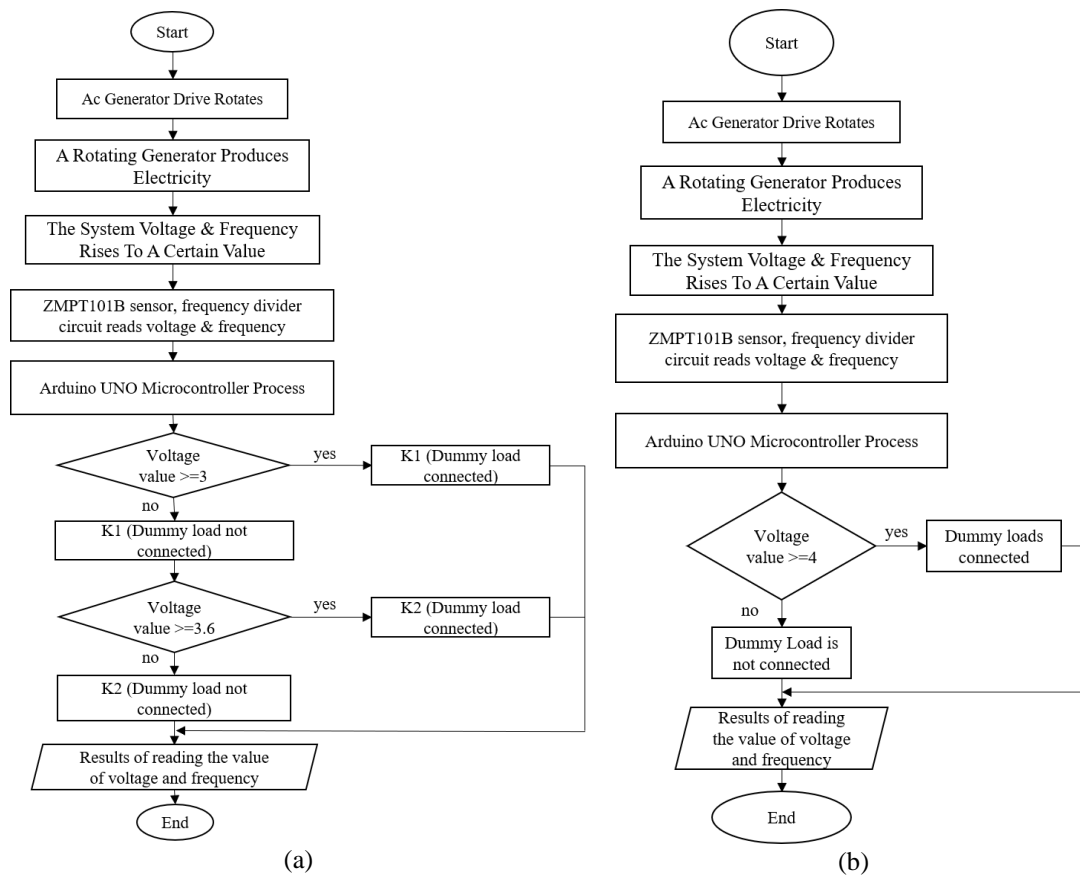 Start
Ac Generator Drive Rotates
A Rotating Generator Produces
Electricity
The System Voltage & Frequency
Rises To A Certain Value
ZMPT101B sensor, frequency divider
circuit reads voltage & frequency
Arduino UNO Microcontroller Process
Voltage
value >=3
yes
K1 (Dummy load
connected)
no
K1 (Dummy load not
connected)
Voltage
value >=3.6
yes
K2 (Dummy load
connected)
no
K2 (Dummy load not
connected)
Results of reading the value
of voltage and frequency
End
(a)
Start
Ac Generator Drive Rotates
A Rotating Generator Produces
Electricity
The System Voltage & Frequency
Rises To A Certain Value
ZMPT101B sensor, frequency divider
circuit reads voltage & frequency
Arduino UNO Microcontroller Process
Voltage
value >=4
yes
Dummy loads
connected
no
Dummy Load is
not connected
Results of reading
the value of voltage
and frequency
End
(b)